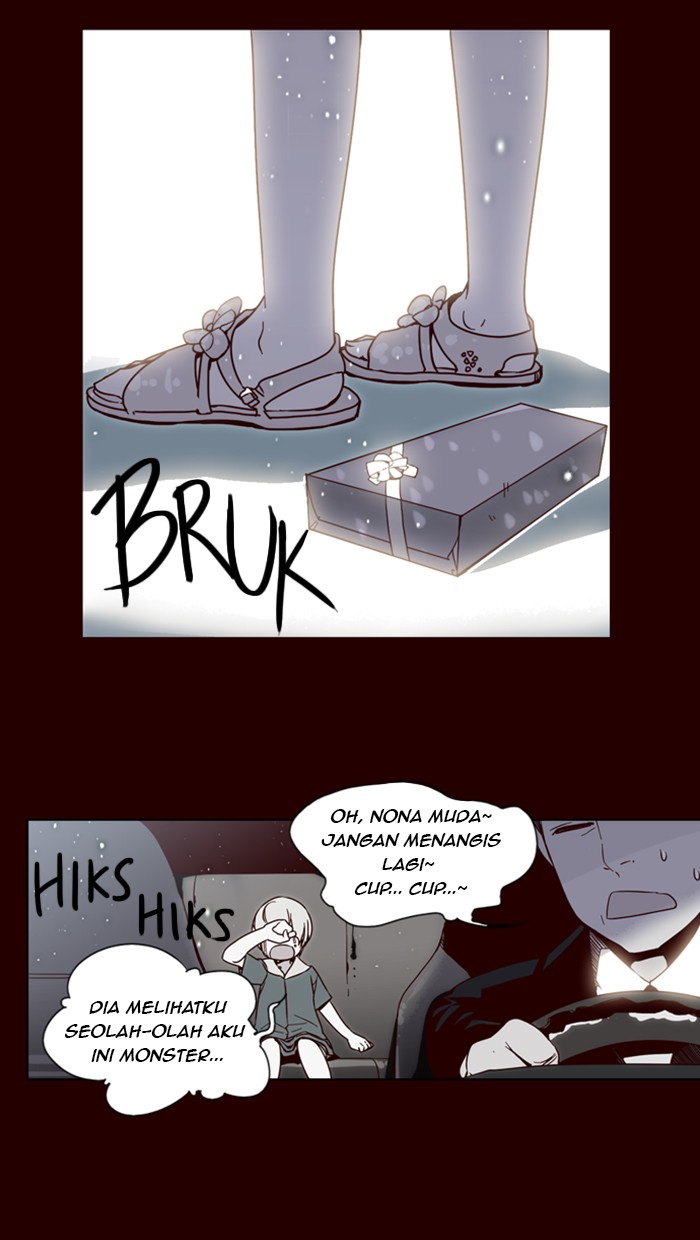 BRUK
OH, NONA MUDA~
JANGAN MENANGIS
LAGI~
CUP... CUP...~
HIKS
HIKS
DIA MELIHATKU
SEOLAH-OLAH AKU
INI MONSTER...